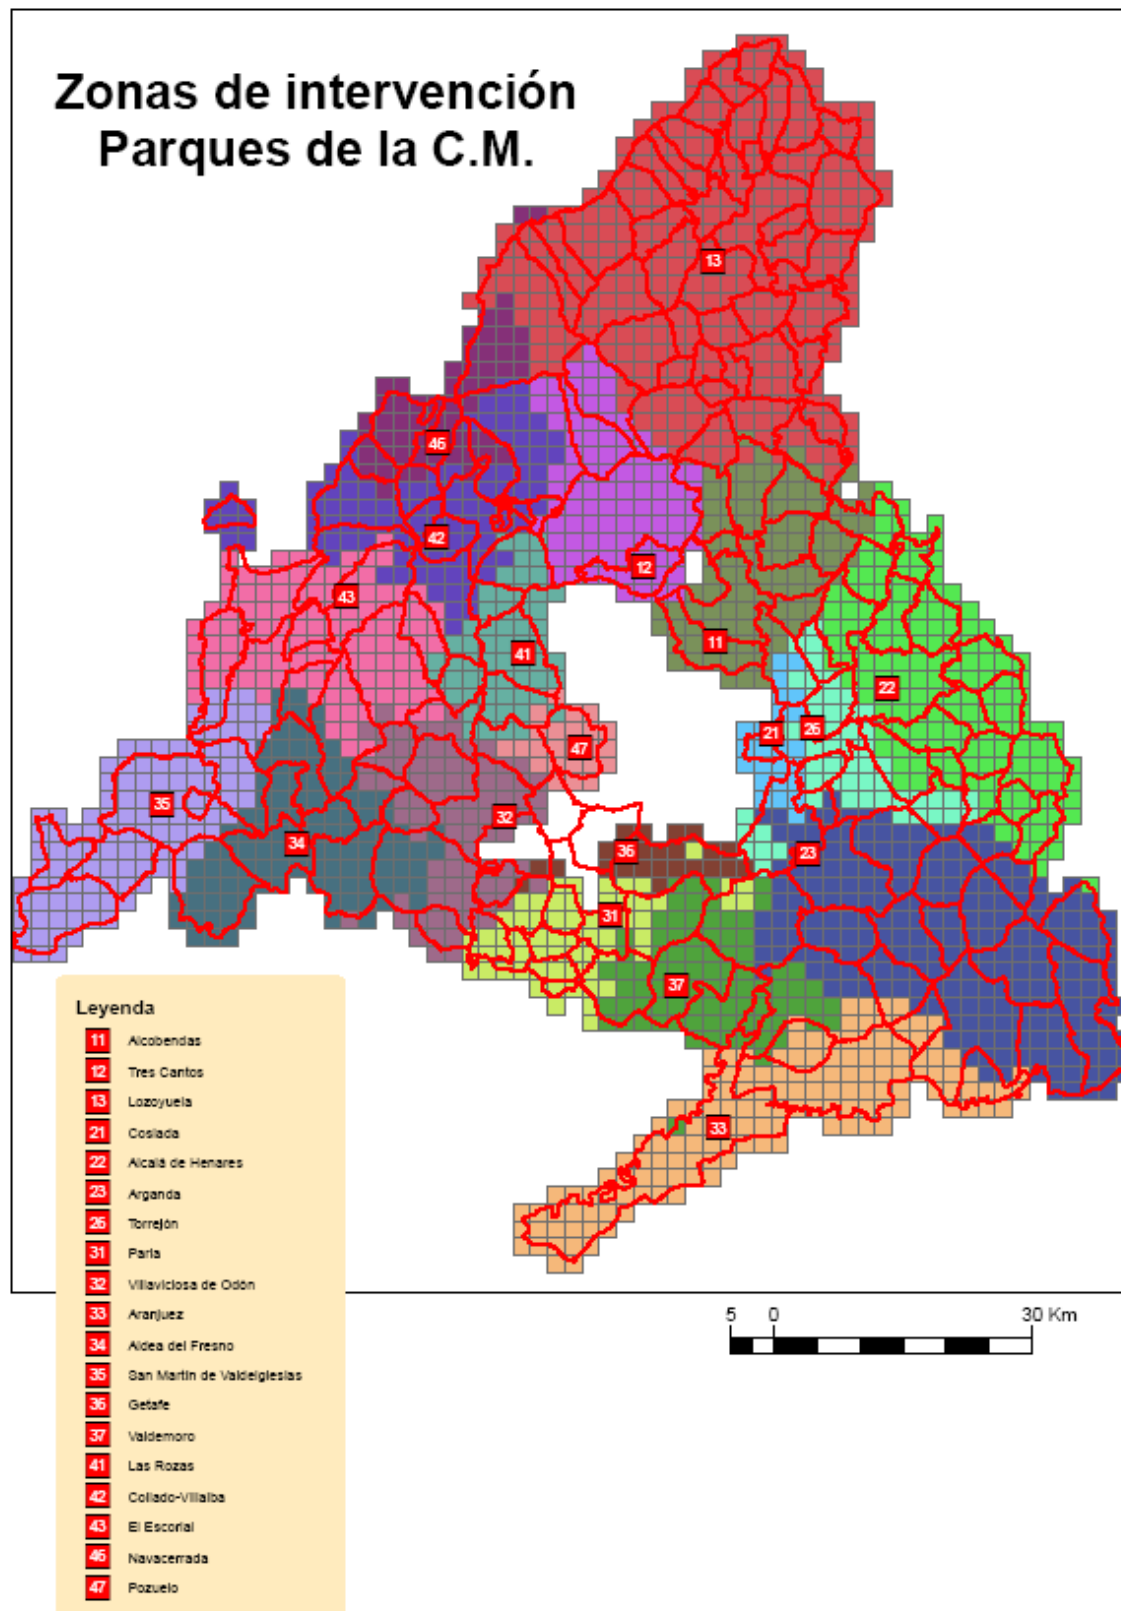 Zonas de intervención
Parques de la C.M.
13
46
42
12
43
11
41
22
21
26
47
35
32
34
36
23
31
37
33
Leyenda
11 Alcobendas
12 Tres Cantos
13 Lozoyuela
21 Coslada
22 Alcalá de Henares
23 Arganda
26 Torrejón
31 Parla
32 Villaviciosa de Odón
33 Aranjuez
34 Aldea del Fresno
35 San Martín de Valdeiglesias
36 Getafe
37 Valdemoro
41 Las Rozas
42 Collado-Villalba
43 El Escorial
46 Navacerrada
47 Pozuelo
5 0 30 Km